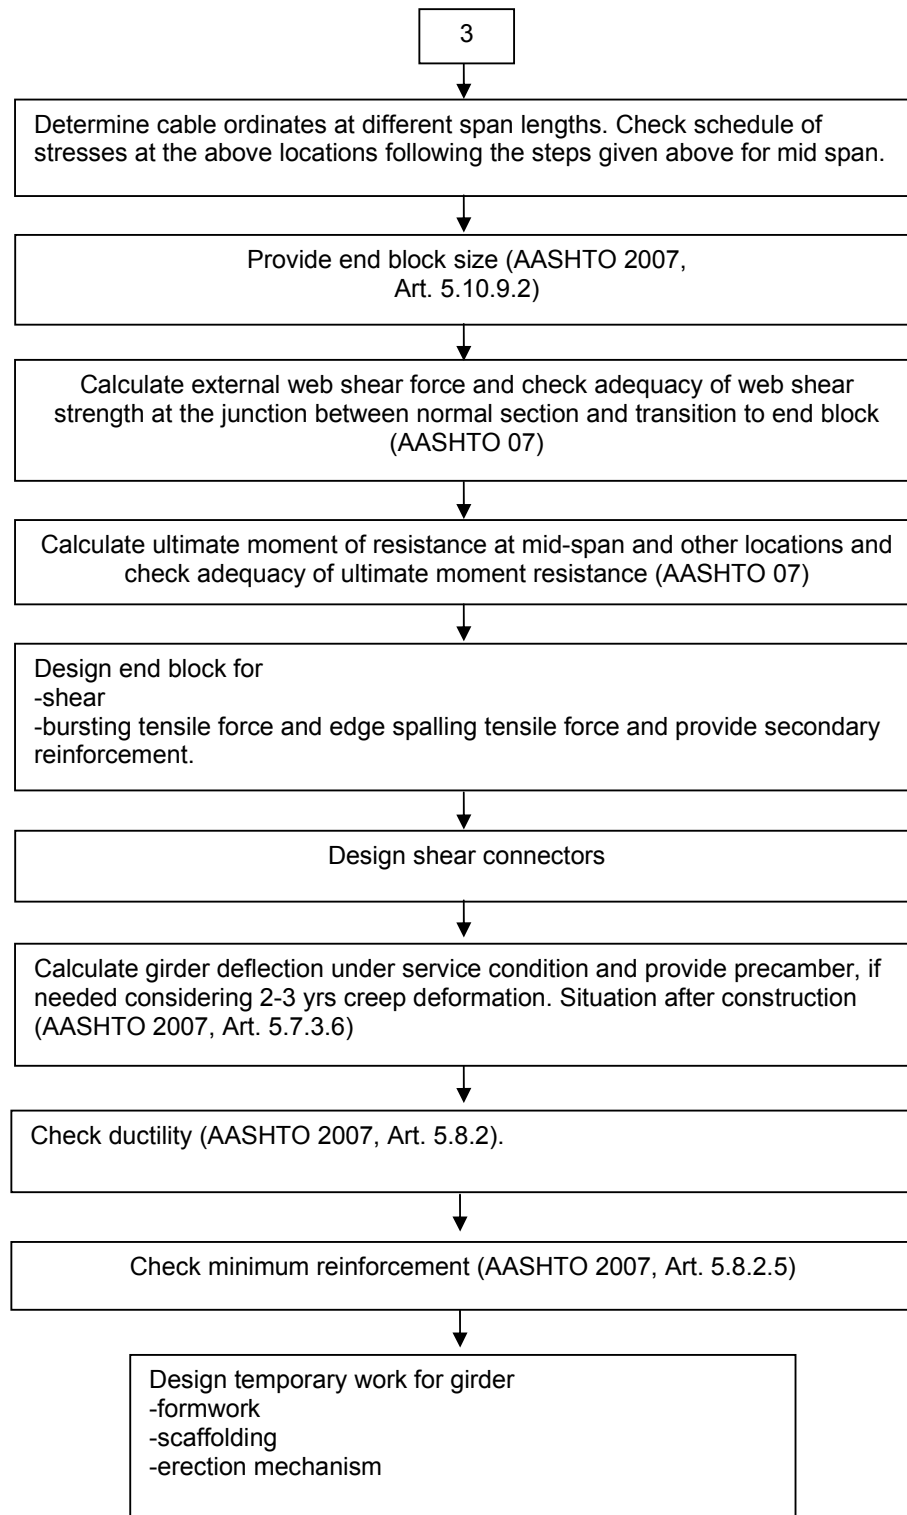 3
Determine cable ordinates at different span lengths. Check schedule of
stresses at the above locations following the steps given above for mid span.
Provide end block size (AASHTO 2007,
Art. 5.10.9.2)
Calculate external web shear force and check adequacy of web shear
strength at the junction between normal section and transition to end block
(AASHTO 07)
Calculate ultimate moment of resistance at mid-span and other locations and
check adequacy of ultimate moment resistance (AASHTO 07)
Design end block for
-shear
-bursting tensile force and edge spalling tensile force and provide secondary
reinforcement.
Design shear connectors
Calculate girder deflection under service condition and provide precamber, if
needed considering 2-3 yrs creep deformation. Situation after construction
(AASHTO 2007, Art. 5.7.3.6)
Check ductility (AASHTO 2007, Art. 5.8.2).
Check minimum reinforcement (AASHTO 2007, Art. 5.8.2.5)
Design temporary work for girder
-formwork
-scaffolding
-erection mechanism